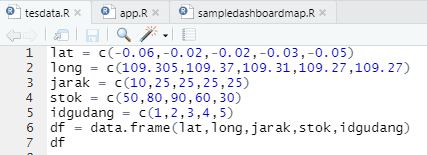 tesdata.R app.R sampledashboardmap.R
1 lat = c(-0.06,-0.02,-0.02,-0.03,-0.05)
2 long = c(109.305,109.37,109.31,109.27,109.27)
3 jarak = c(10,25,25,25,25)
4 stok = c(50,80,90,60,30)
5 idgudang = c(1,2,3,4,5)
6 df = data.frame(lat,long,jarak,stok,idgudang)
7 df